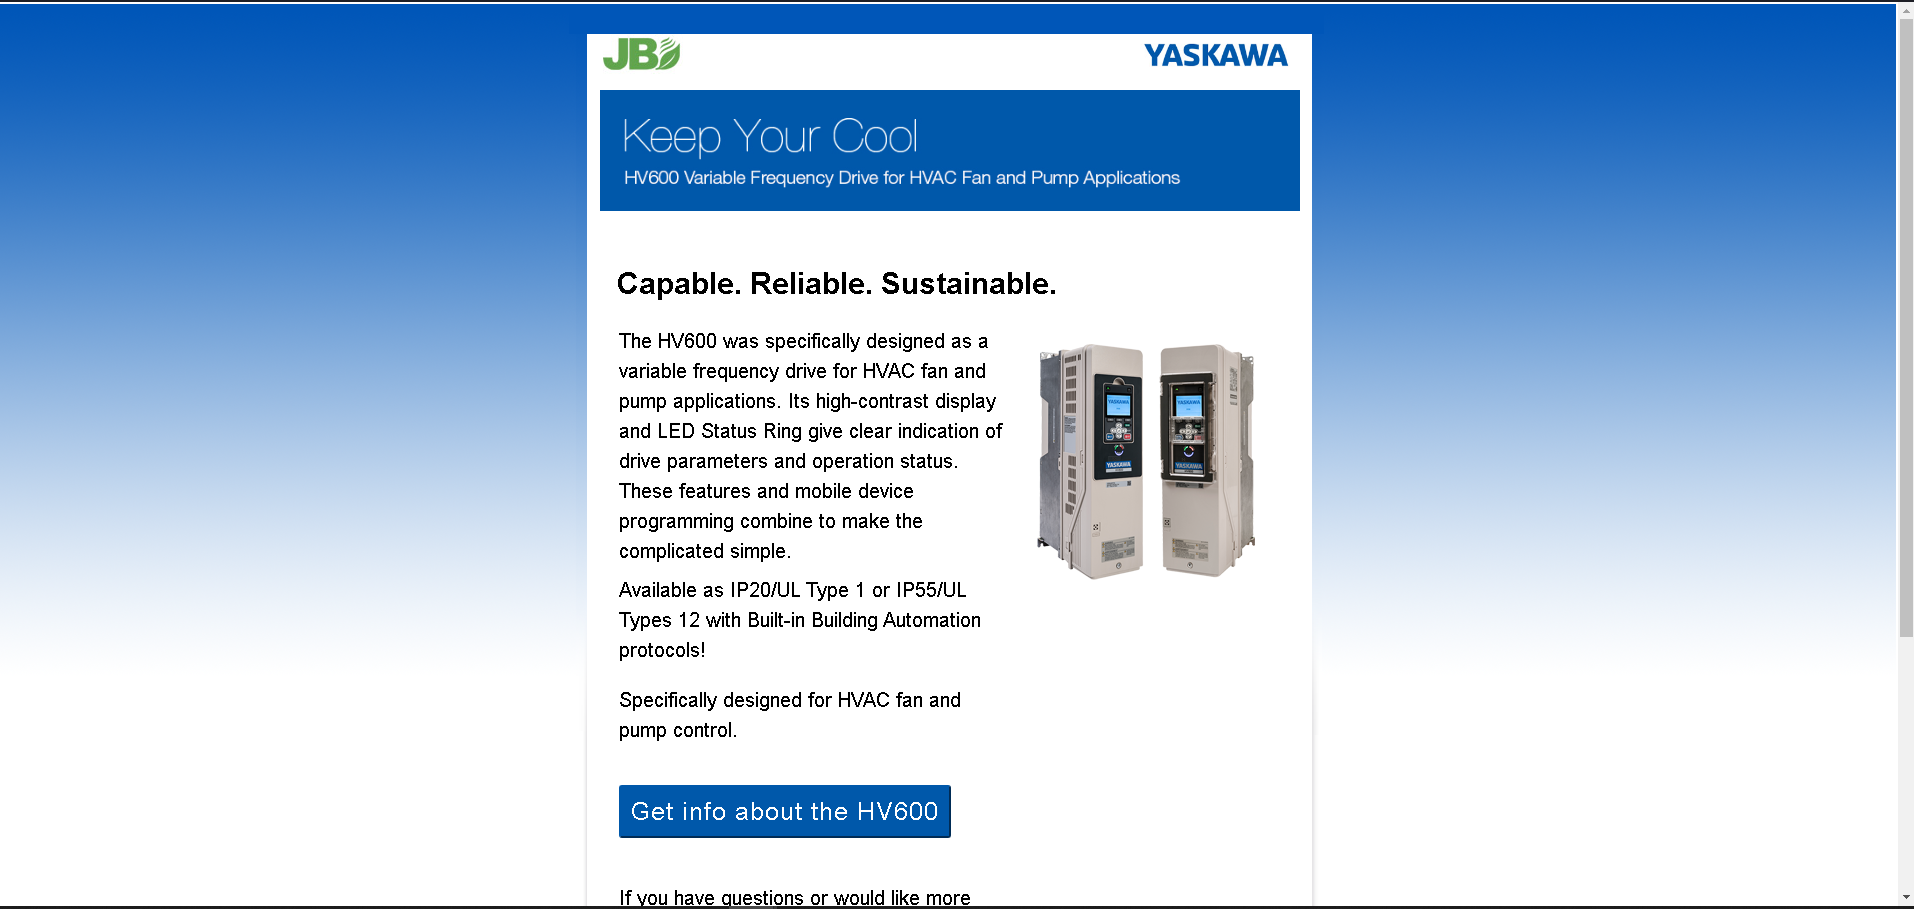 JB
YASKAWA
Keep Your Cool
HV600 Variable Frequency Drive for HVAC Fan and Pump Applications
Capable. Reliable. Sustainable.
The HV600 was specifically designed as a
variable frequency drive for HVAC fan and
pump applications. Its high-contrast display
and LED Status Ring give clear indication of
drive parameters and operation status.
These features and mobile device
programming combine to make the
complicated simple.
YASKAWA
YASKAWA
YASKAWA
YASKAWA
Available as IP20/UL Type 1 or IP55/UL
Types 12 with Built-in Building Automation
protocols!
Specifically designed for HVAC fan and
pump control.
Get info about the HV600
If you have questions or would like more